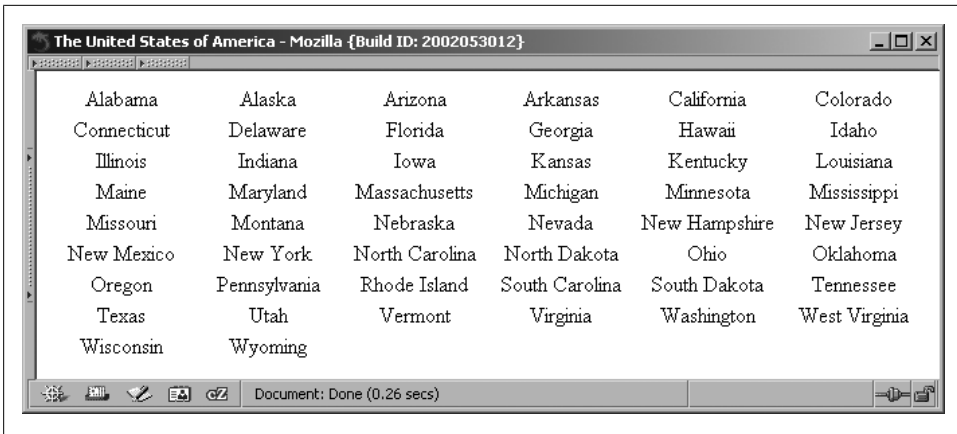 The United States of America - Mozilla {Build ID: 2002053012}
Alabama Alaska Arizona Arkansas California Colorado
Connecticut Delaware Florida Georgia Hawaii Idaho
Illinois Indiana Iowa Kansas Kentucky Louisiana
Maine Maryland Massachusetts Michigan Minnesota Mississippi
Missouri Montana Nebraska Nevada New Hampshire New Jersey
New Mexico New York North Carolina North Dakota Ohio Oklahoma
Oregon Pennsylvania Rhode Island South Carolina South Dakota Tennessee
Texas Utah Vermont Virginia Washington West Virginia
Wisconsin Wyoming
cZ Document: Done (0.26 secs)